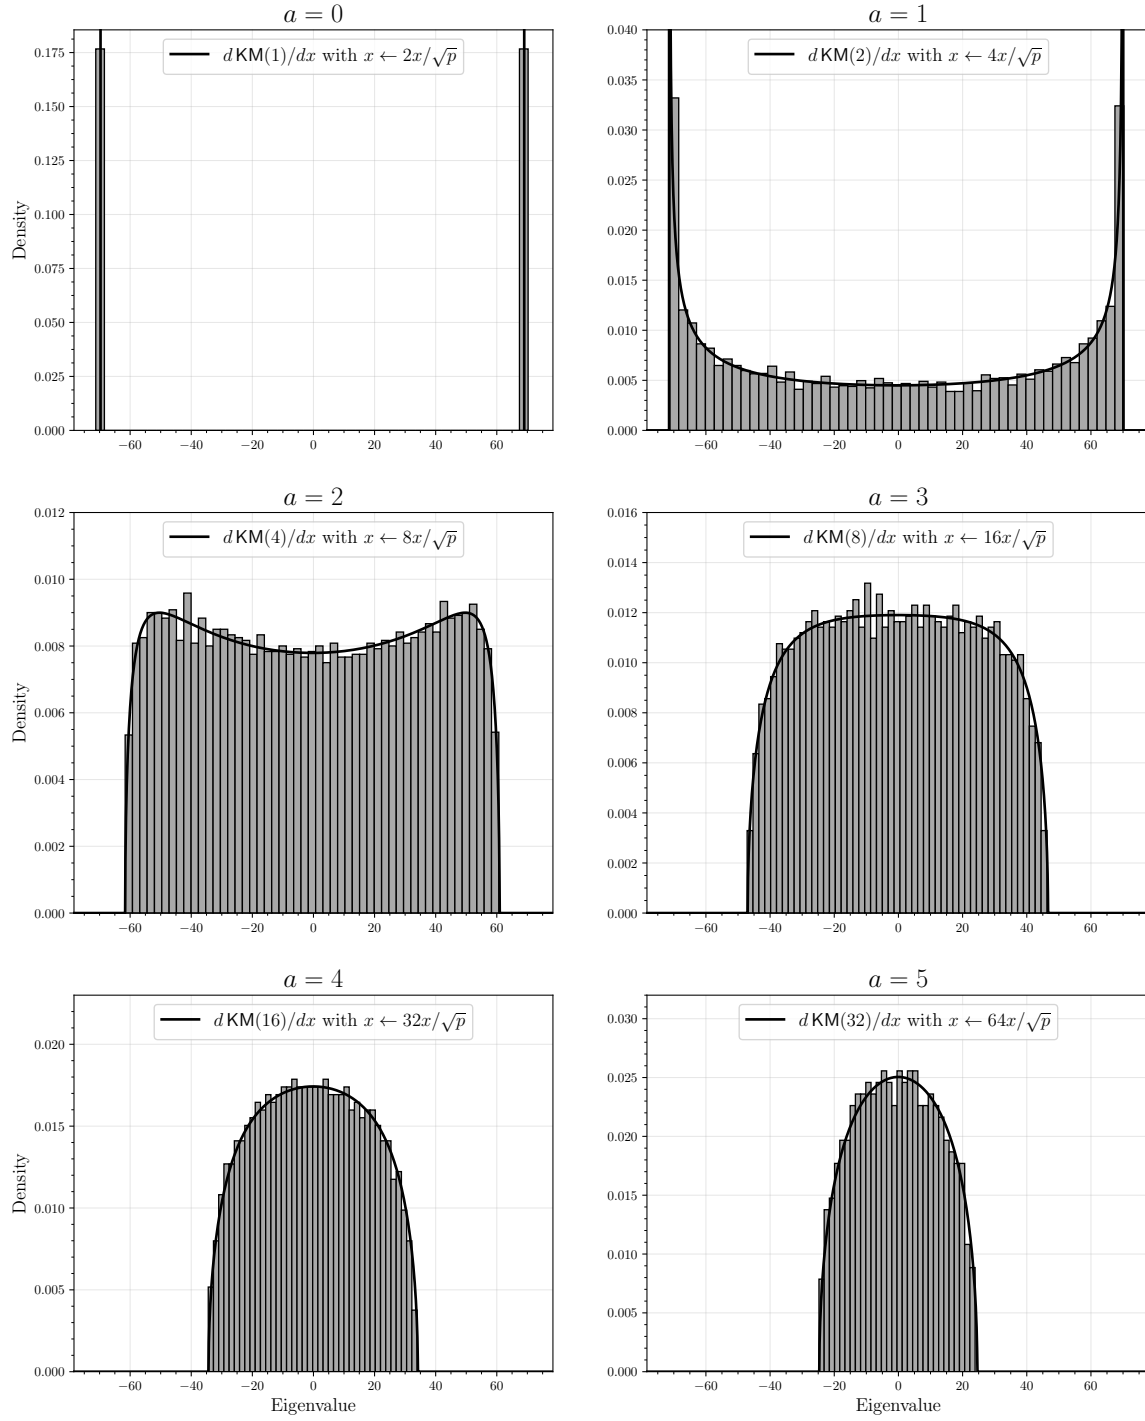 a = 0
d KM(1)/dx with x ← 2x/√p
Density
0.175
0.150
0.125
0.100
0.075
0.050
0.025
0.000
−60 −40 −20 0 20 40 60
a = 1
d KM(2)/dx with x ← 4x/√p
0.040
0.035
0.030
0.025
0.020
0.015
0.010
0.005
0.000
−60 −40 −20 0 20 40 60
a = 2
d KM(4)/dx with x ← 8x/√p
Density
0.012
0.010
0.008
0.006
0.004
0.002
0.000
−60 −40 −20 0 20 40 60
a = 3
d KM(8)/dx with x ← 16x/√p
0.016
0.014
0.012
0.010
0.008
0.006
0.004
0.002
0.000
−60 −40 −20 0 20 40 60
a = 4
d KM(16)/dx with x ← 32x/√p
Density
0.020
0.015
0.010
0.005
0.000
−60 −40 −20 0 20 40 60
Eigenvalue
a = 5
d KM(32)/dx with x ← 64x/√p
0.030
0.025
0.020
0.015
0.010
0.005
0.000
−60 −40 −20 0 20 40 60
Eigenvalue